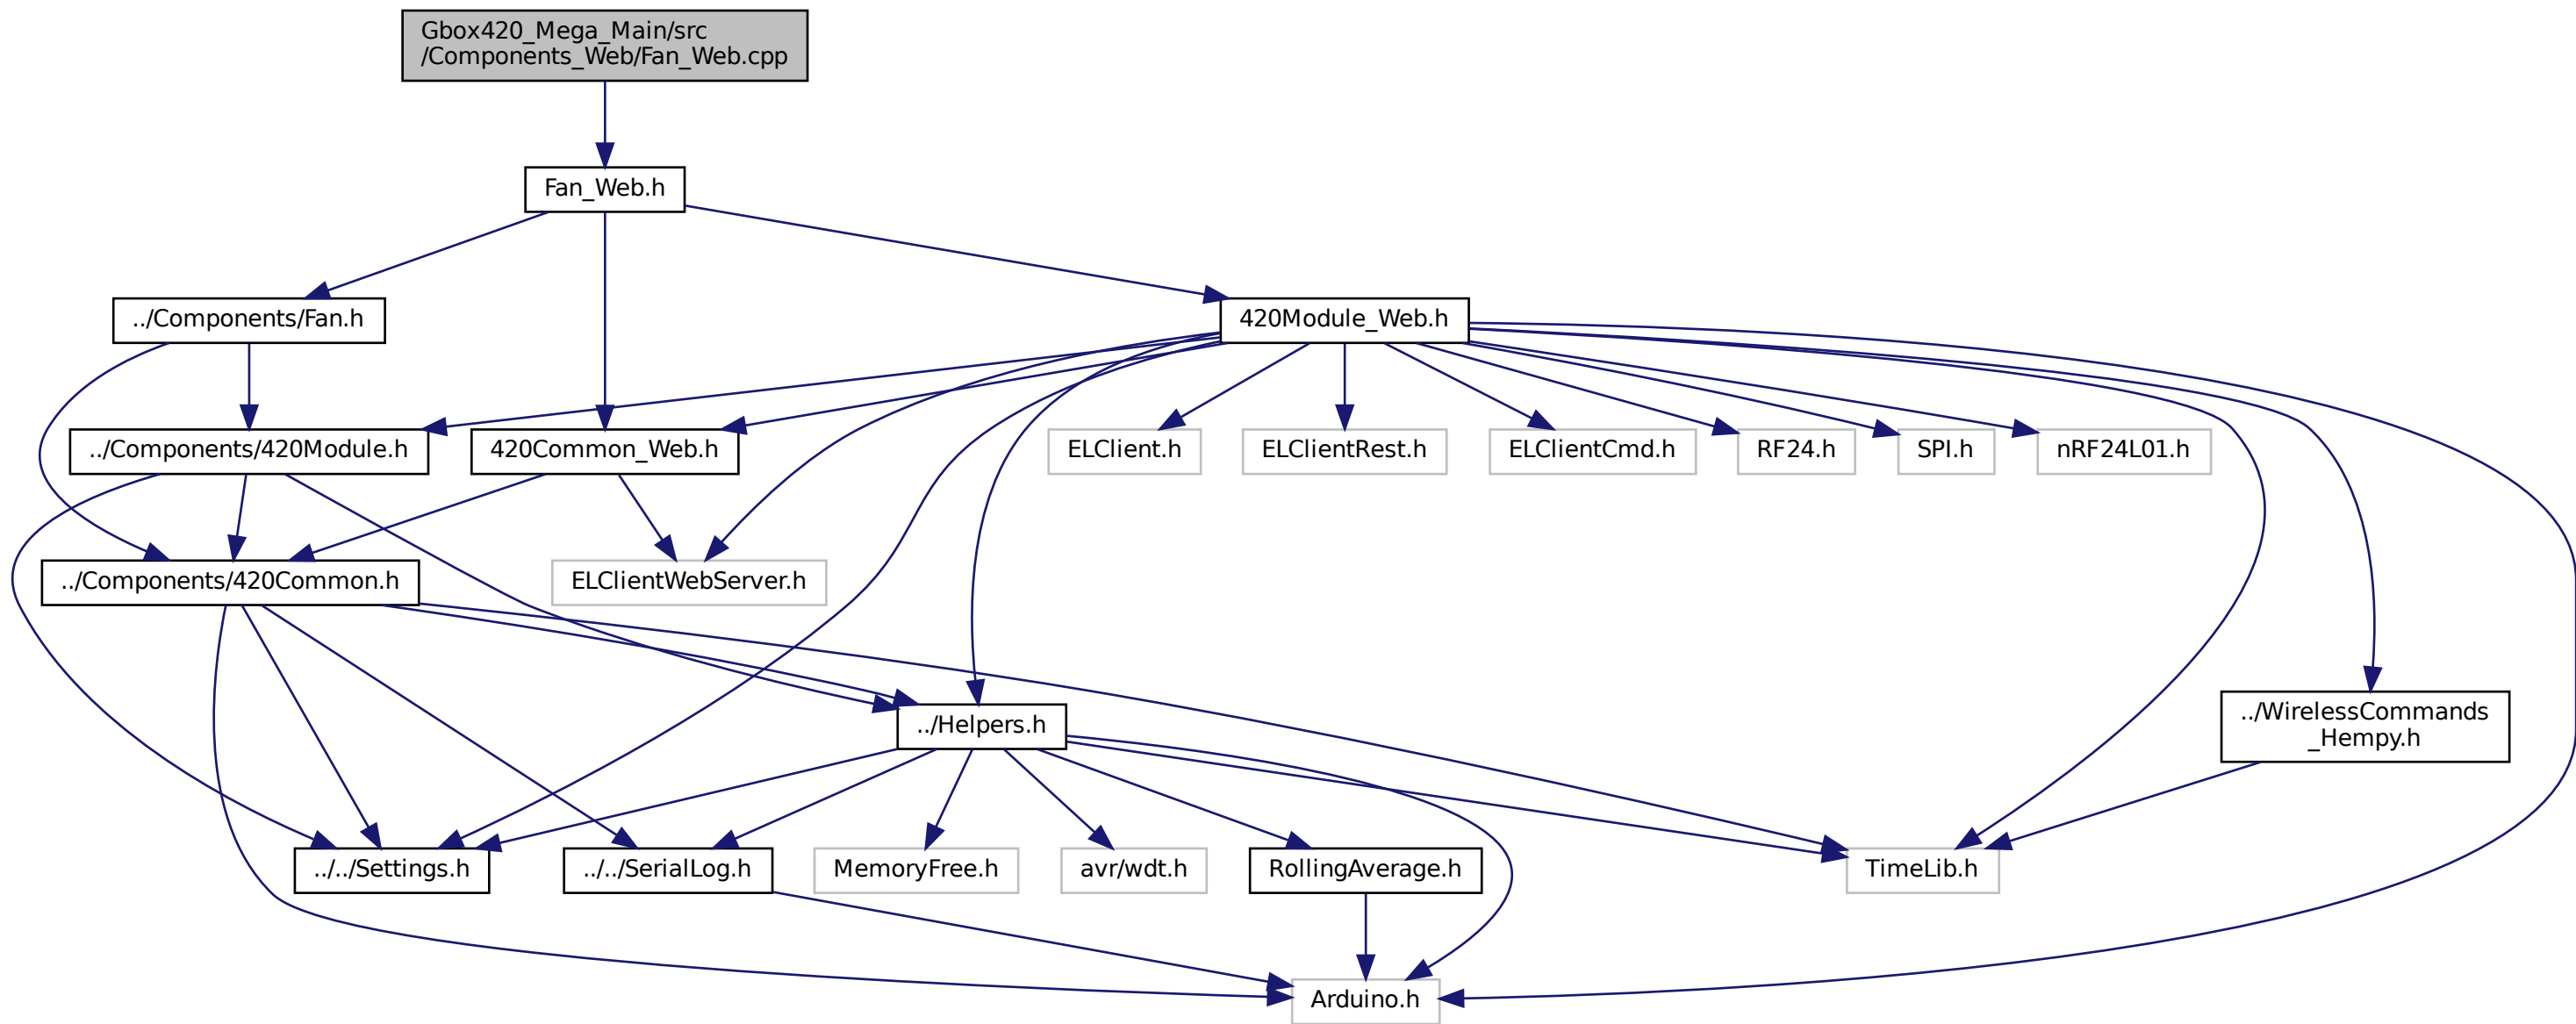 Gbox420_Mega_Main/src
/Components_Web/Fan_Web.cpp
Fan_Web.h
../Components/Fan.h
420Module_Web.h
../Components/420Module.h
420Common_Web.h
ELClient.h
ELClientRest.h
ELClientCmd.h
RF24.h
SPI.h
nRF24L01.h
../Components/420Common.h
ELClientWebServer.h
../Helpers.h
../WirelessCommands
_Hempy.h
../../Settings.h
../../SerialLog.h
MemoryFree.h
avr/wdt.h
RollingAverage.h
TimeLib.h
Arduino.h